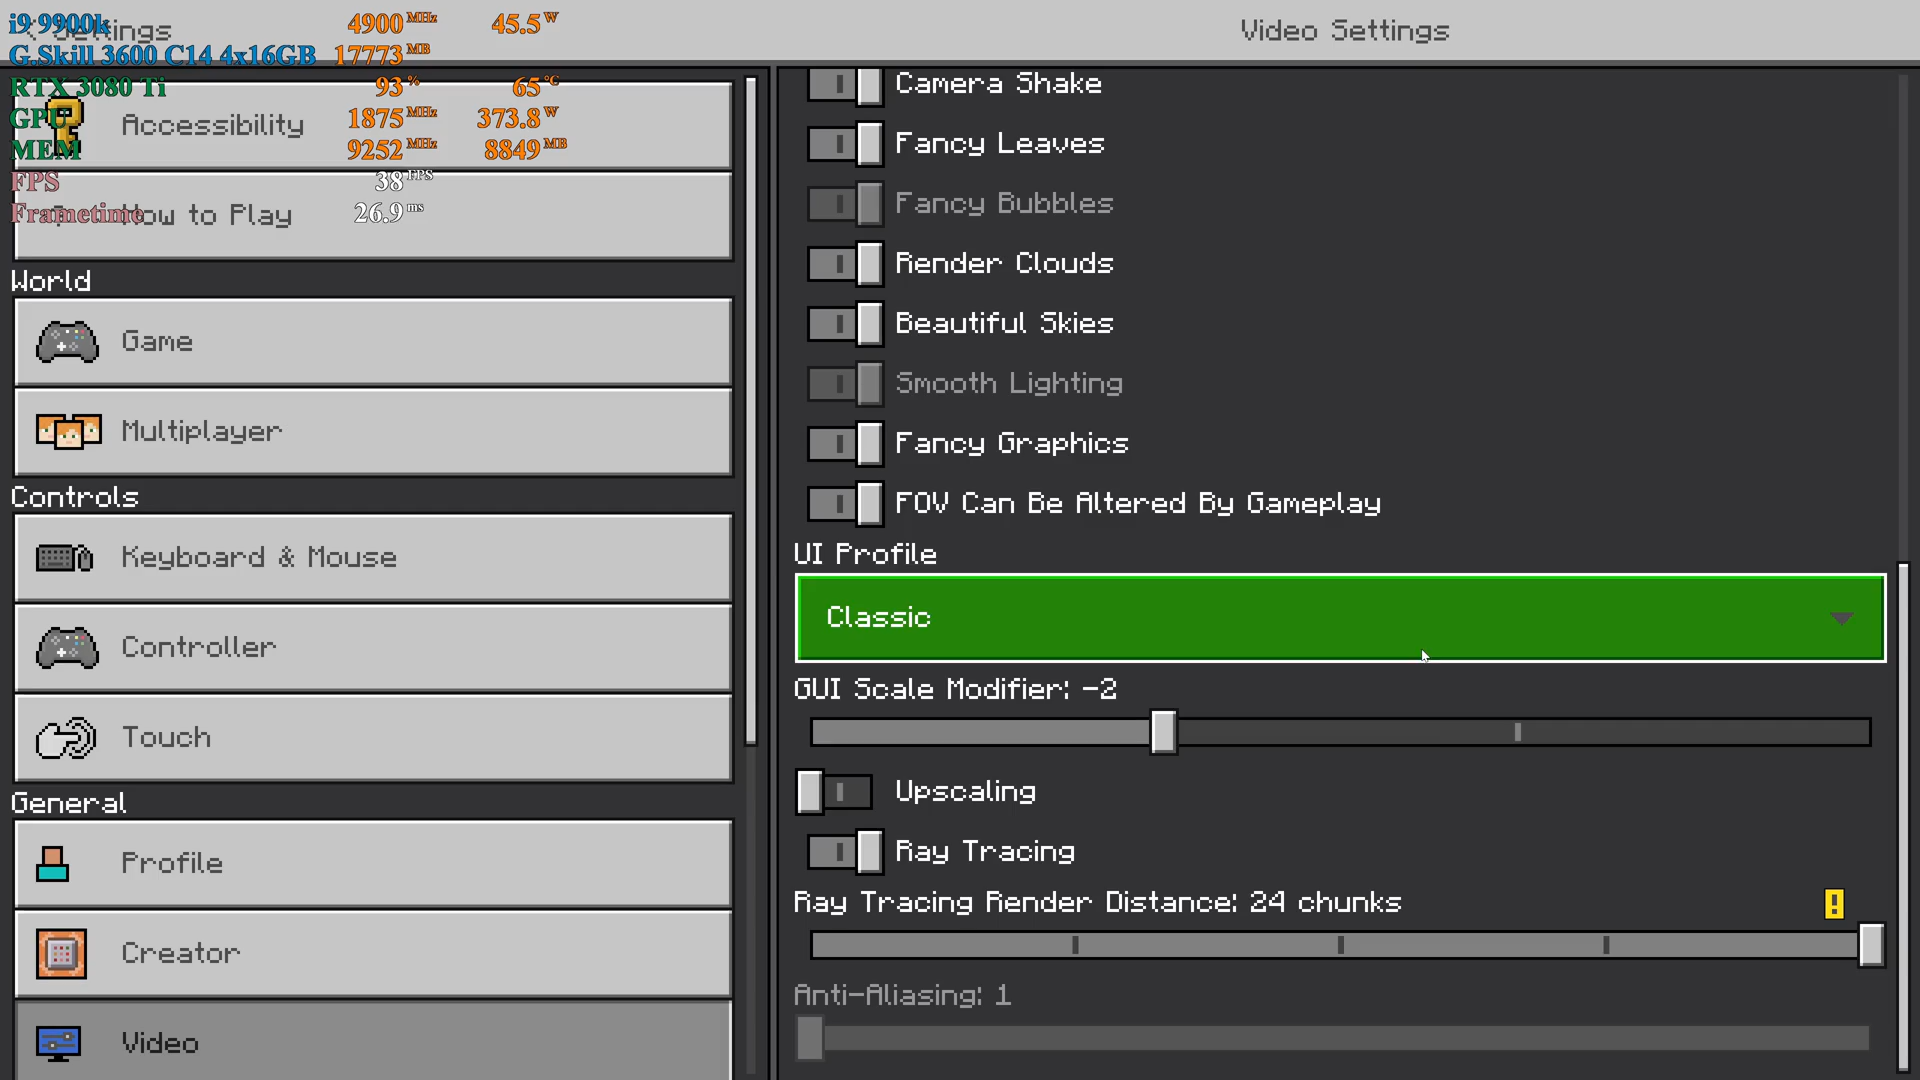 Settings
Video Settings
i9 9900k 4900 MHz 45.5 W
G.Skill 3600 C14 4x16GB 17773 MB
RTX 3080 Ti 93 % 65 °C
GPU 1875 MHz 373.8 W
MEM 9252 MHz 8849 MB
FPS 38 FPS
Frametime 26.9 ms
Accessibility
How to Play
World
Game
Multiplayer
Controls
Keyboard & Mouse
Controller
Touch
General
Profile
Creator
Video
Camera Shake
Fancy Leaves
Fancy Bubbles
Render Clouds
Beautiful Skies
Smooth Lighting
Fancy Graphics
FOV Can Be Altered By Gameplay
UI Profile
Classic
GUI Scale Modifier: -2
Upscaling
Ray Tracing
Ray Tracing Render Distance: 24 chunks
!
Anti-Aliasing: 1